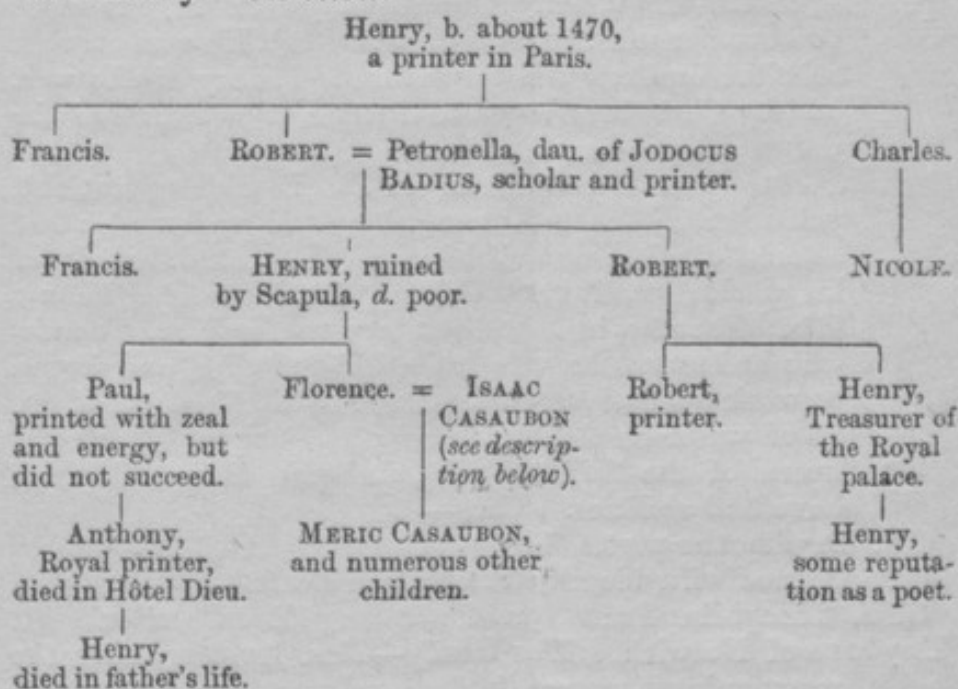 Henry, b. about 1470,
a printer in Paris.
Francis. ROBERT. = Petronella, dau. of JODOCUS Charles.
BADIUS, scholar and printer.
Francis. HENRY, ruined ROBERT. NICOLE.
by Scapula, d. poor.
Paul, Florence. = ISAAC Robert, Henry,
printed with zeal CASAUBON printer. Treasurer of
and energy, but (see descrip- the Royal
did not succeed. tion below). palace.
Anthony, MERIC CASAUBON, Henry,
Royal printer, and numerous other some reputa-
died in Hôtel Dieu. children. tion as a poet.
Henry,
died in father's life.